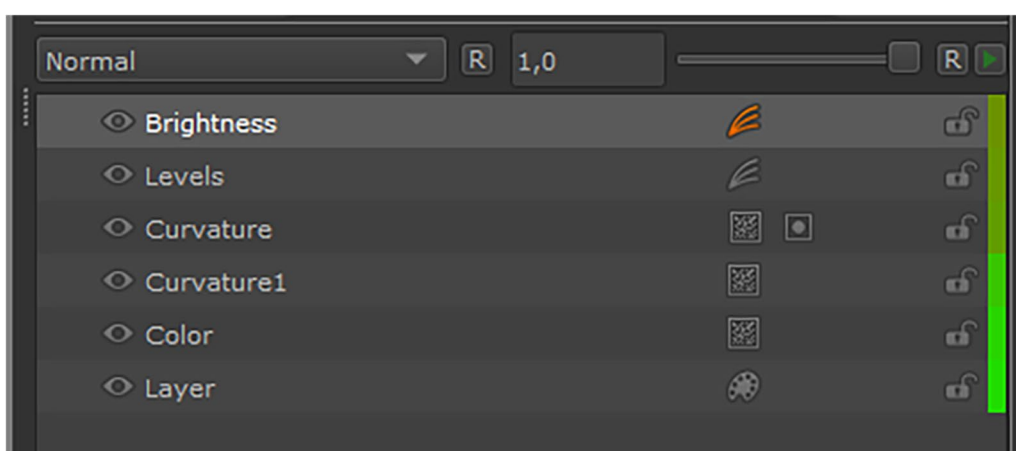 Normal R 1,0 R
Brightness
Levels
Curvature
Curvature1
Color
Layer